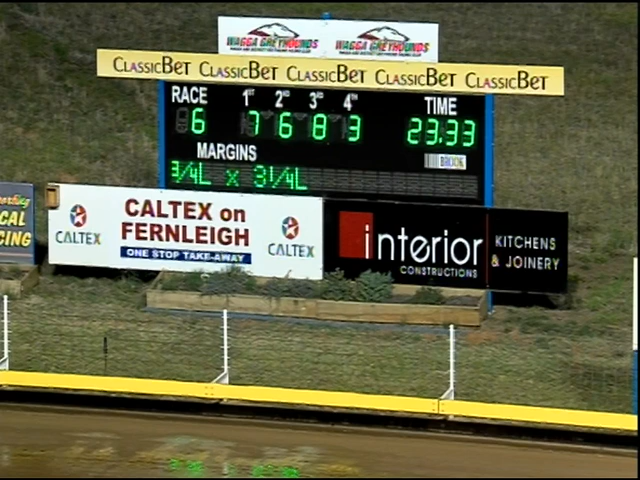 WAGGA GREYHOUNDS WAGGA GREYHOUNDS
CLASSICBET CLASSICBET CLASSICBET CLASSICBET CLASSICBET
RACE 1ST 2ND 3RD 4TH TIME
6 7 6 8 3 23.33
MARGINS BROOK
3/4L x 3 1/4L
CAL
CING
CALTEX on
FERNLEIGH
ONE STOP TAKE-AWAY
CALTEX CALTEX
interior
CONSTRUCTIONS
KITCHENS
& JOINERY